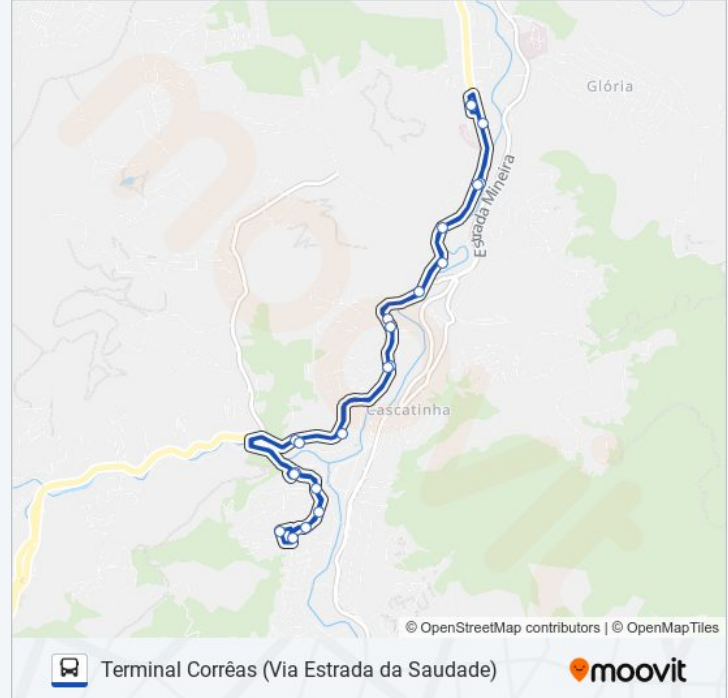 Glória
Estrada Mineira
Cascatinha
© OpenStreetMap contributors | © OpenMapTiles
Terminal Corrêas (Via Estrada da Saudade)
moovit